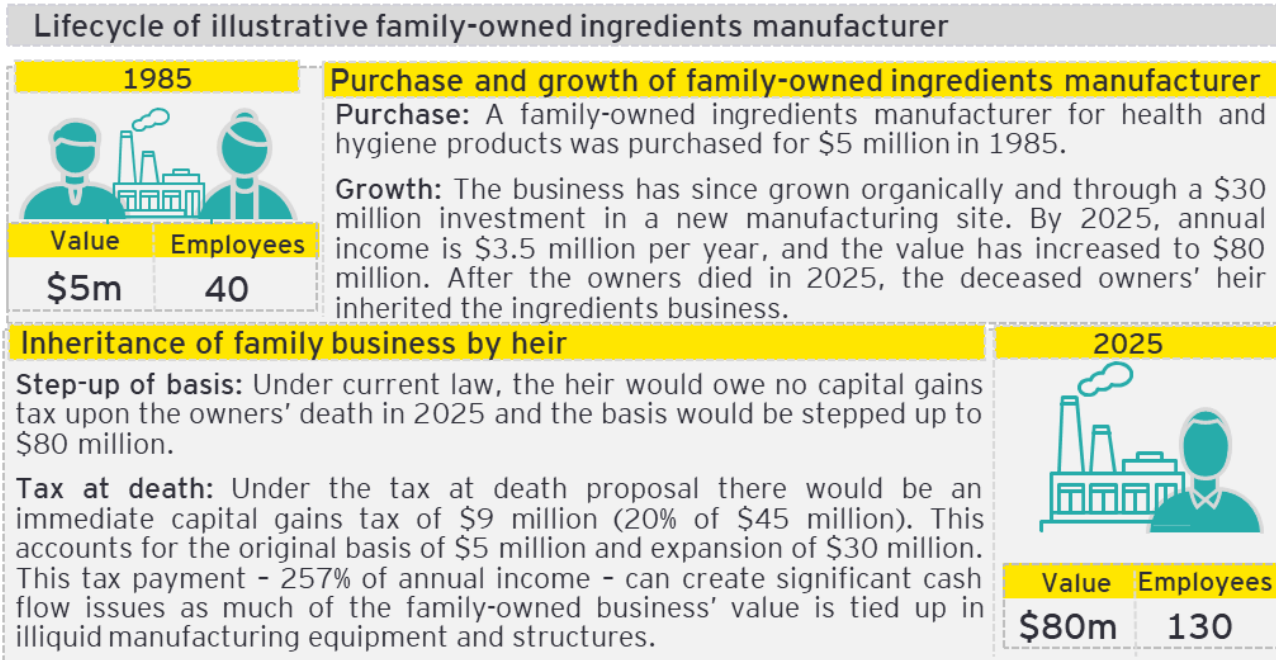 Lifecycle of illustrative family-owned ingredients manufacturer
1985
Value
Employees
$5m
40
Purchase and growth of family-owned ingredients manufacturer
Purchase: A family-owned ingredients manufacturer for health and
hygiene products was purchased for $5 million in 1985.
Growth: The business has since grown organically and through a $30
million investment in a new manufacturing site. By 2025, annual
income is $3.5 million per year, and the value has increased to $80
million. After the owners died in 2025, the deceased owners' heir
inherited the ingredients business.
Inheritance of family business by heir
Step-up of basis: Under current law, the heir would owe no capital gains
tax upon the owners' death in 2025 and the basis would be stepped up to
$80 million.
Tax at death: Under the tax at death proposal there would be an
immediate capital gains tax of $9 million (20% of $45 million). This
accounts for the original basis of $5 million and expansion of $30 million.
This tax payment – 257% of annual income – can create significant cash
flow issues as much of the family-owned business' value is tied up in
illiquid manufacturing equipment and structures.
2025
Value
Employees
$80m
130